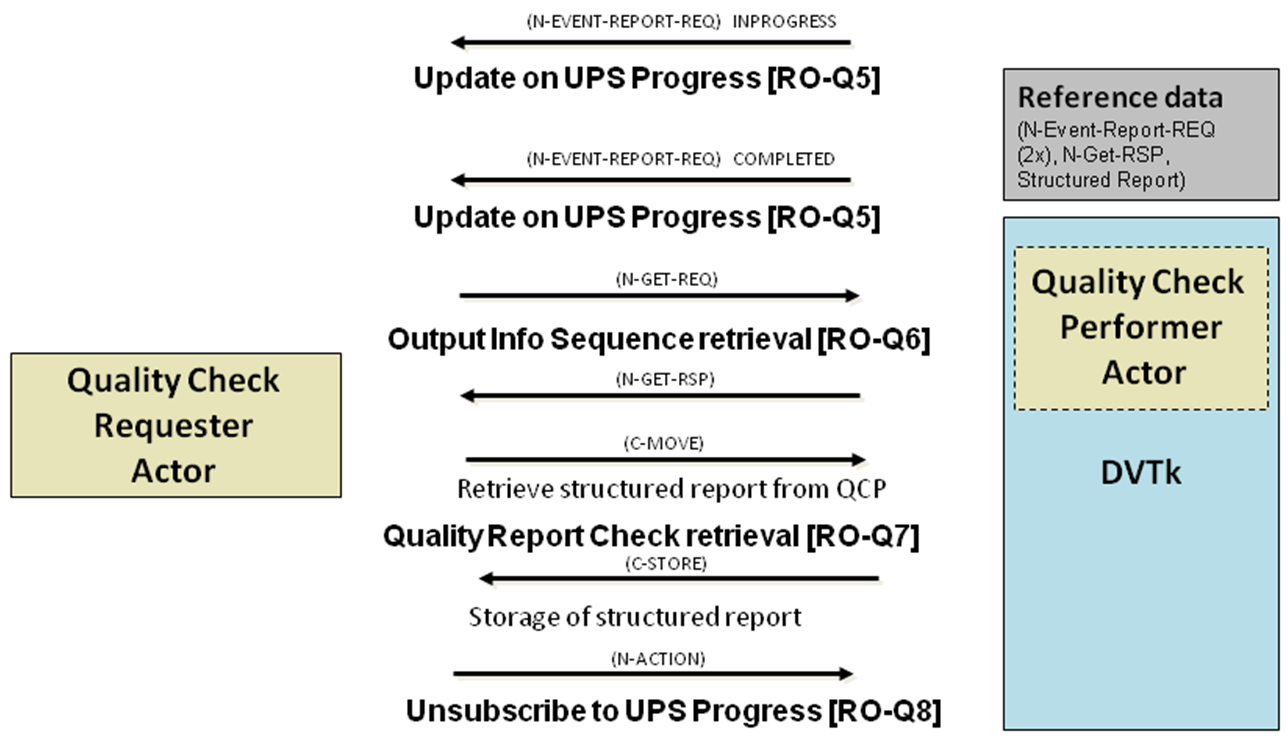 (N-EVENT-REPORT-REQ) INPROGRESS
Update on UPS Progress [RO-Q5]
(N-EVENT-REPORT-REQ) COMPLETED
Update on UPS Progress [RO-Q5]
(N-GET-REQ)
Output Info Sequence retrieval [RO-Q6]
(N-GET-RSP)
(C-MOVE)
Retrieve structured report from QCP
Quality Report Check retrieval [RO-Q7]
(C-STORE)
Storage of structured report
(N-ACTION)
Unsubscribe to UPS Progress [RO-Q8]
Quality Check
Requester
Actor
Reference data
(N-Event-Report-REQ
(2x), N-Get-RSP,
Structured Report)
Quality Check
Performer
Actor
DVTk